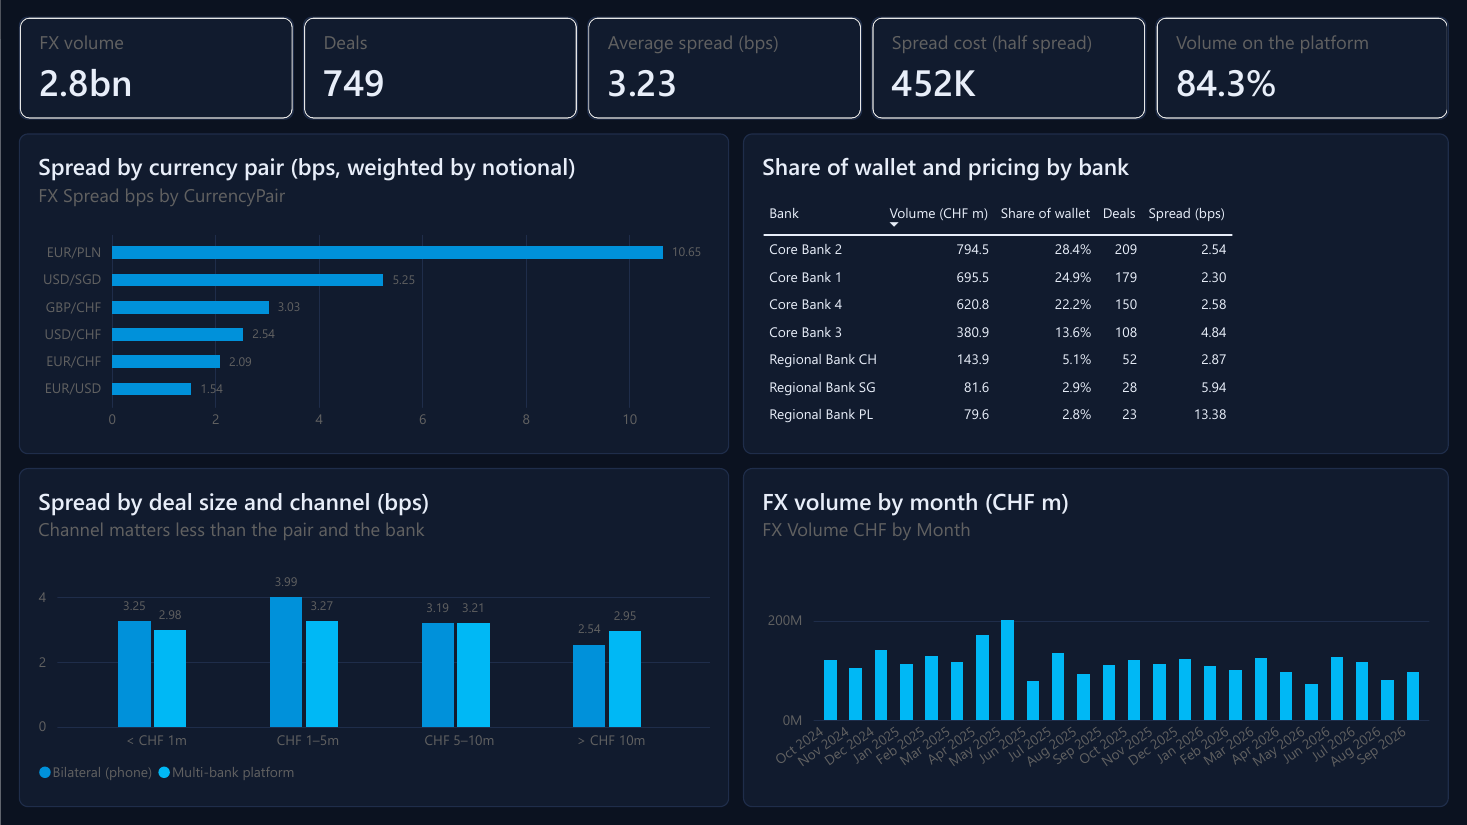 FX volume
2.8bn
Deals
749
Average spread (bps)
3.23
Spread cost (half spread)
452K
Volume on the platform
84.3%
Spread by currency pair (bps, weighted by notional)
FX Spread bps by CurrencyPair
EUR/PLN 10.65
USD/SGD 5.25
GBP/CHF 3.03
USD/CHF 2.54
EUR/CHF 2.09
EUR/USD 1.54
0 2 4 6 8 10
Share of wallet and pricing by bank
Bank Volume (CHF m) Share of wallet Deals Spread (bps)
Core Bank 2 794.5 28.4% 209 2.54
Core Bank 1 695.5 24.9% 179 2.30
Core Bank 4 620.8 22.2% 150 2.58
Core Bank 3 380.9 13.6% 108 4.84
Regional Bank CH 143.9 5.1% 52 2.87
Regional Bank SG 81.6 2.9% 28 5.94
Regional Bank PL 79.6 2.8% 23 13.38
Spread by deal size and channel (bps)
Channel matters less than the pair and the bank
3.25 2.98 3.99 3.27 3.19 3.21 2.54 2.95
4
2
0
< CHF 1m CHF 1–5m CHF 5–10m > CHF 10m
Bilateral (phone) Multi-bank platform
FX volume by month (CHF m)
FX Volume CHF by Month
200M
0M
Oct 2024 Nov 2024 Dec 2024 Jan 2025 Feb 2025 Mar 2025 Apr 2025 May 2025 Jun 2025 Jul 2025 Aug 2025 Sep 2025 Oct 2025 Nov 2025 Dec 2025 Jan 2026 Feb 2026 Mar 2026 Apr 2026 May 2026 Jun 2026 Jul 2026 Aug 2026 Sep 2026